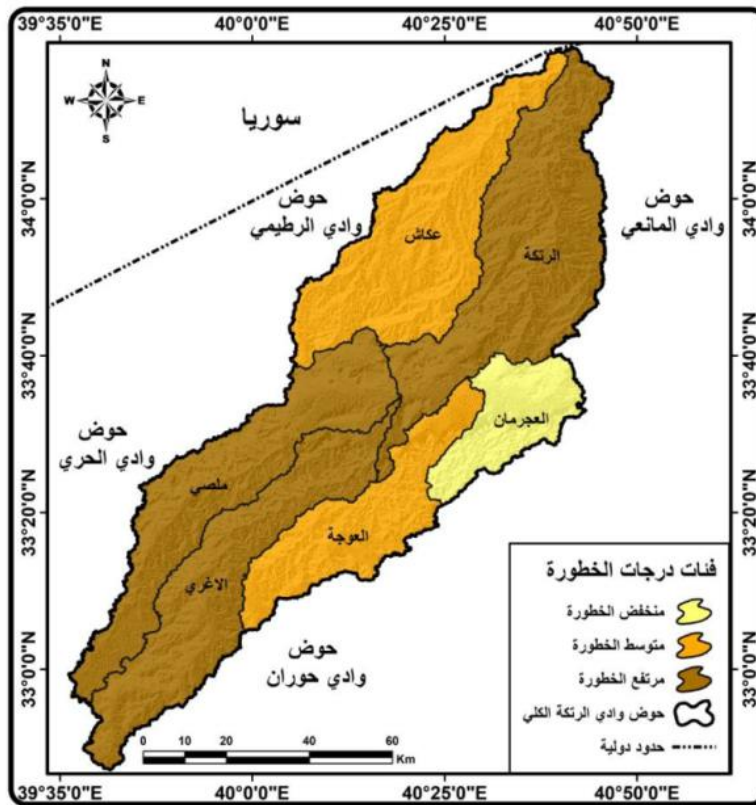 39°35'0"E
40°0'0"E
40°25'0"E
40°50'0"E
N
W
E
S
سوريا
34°0'0"N
34°0'0"N
حوض
وادي الرطيمي
حوض
وادي المانعي
عكاش
الرتكة
33°40'0"N
33°40'0"N
حوض
وادي الحري
العجرمان
ملصي
33°20'0"N
33°20'0"N
العوجة
الاغري
حوض
وادي حوران
33°0'0"N
33°0'0"N
فئات درجات الخطورة
منخفض الخطورة
متوسط الخطورة
مرتفع الخطورة
حوض وادي الرتكة الكلي
حدود دولية
0 10 20 40 60
Km
39°35'0"E
40°0'0"E
40°25'0"E
40°50'0"E